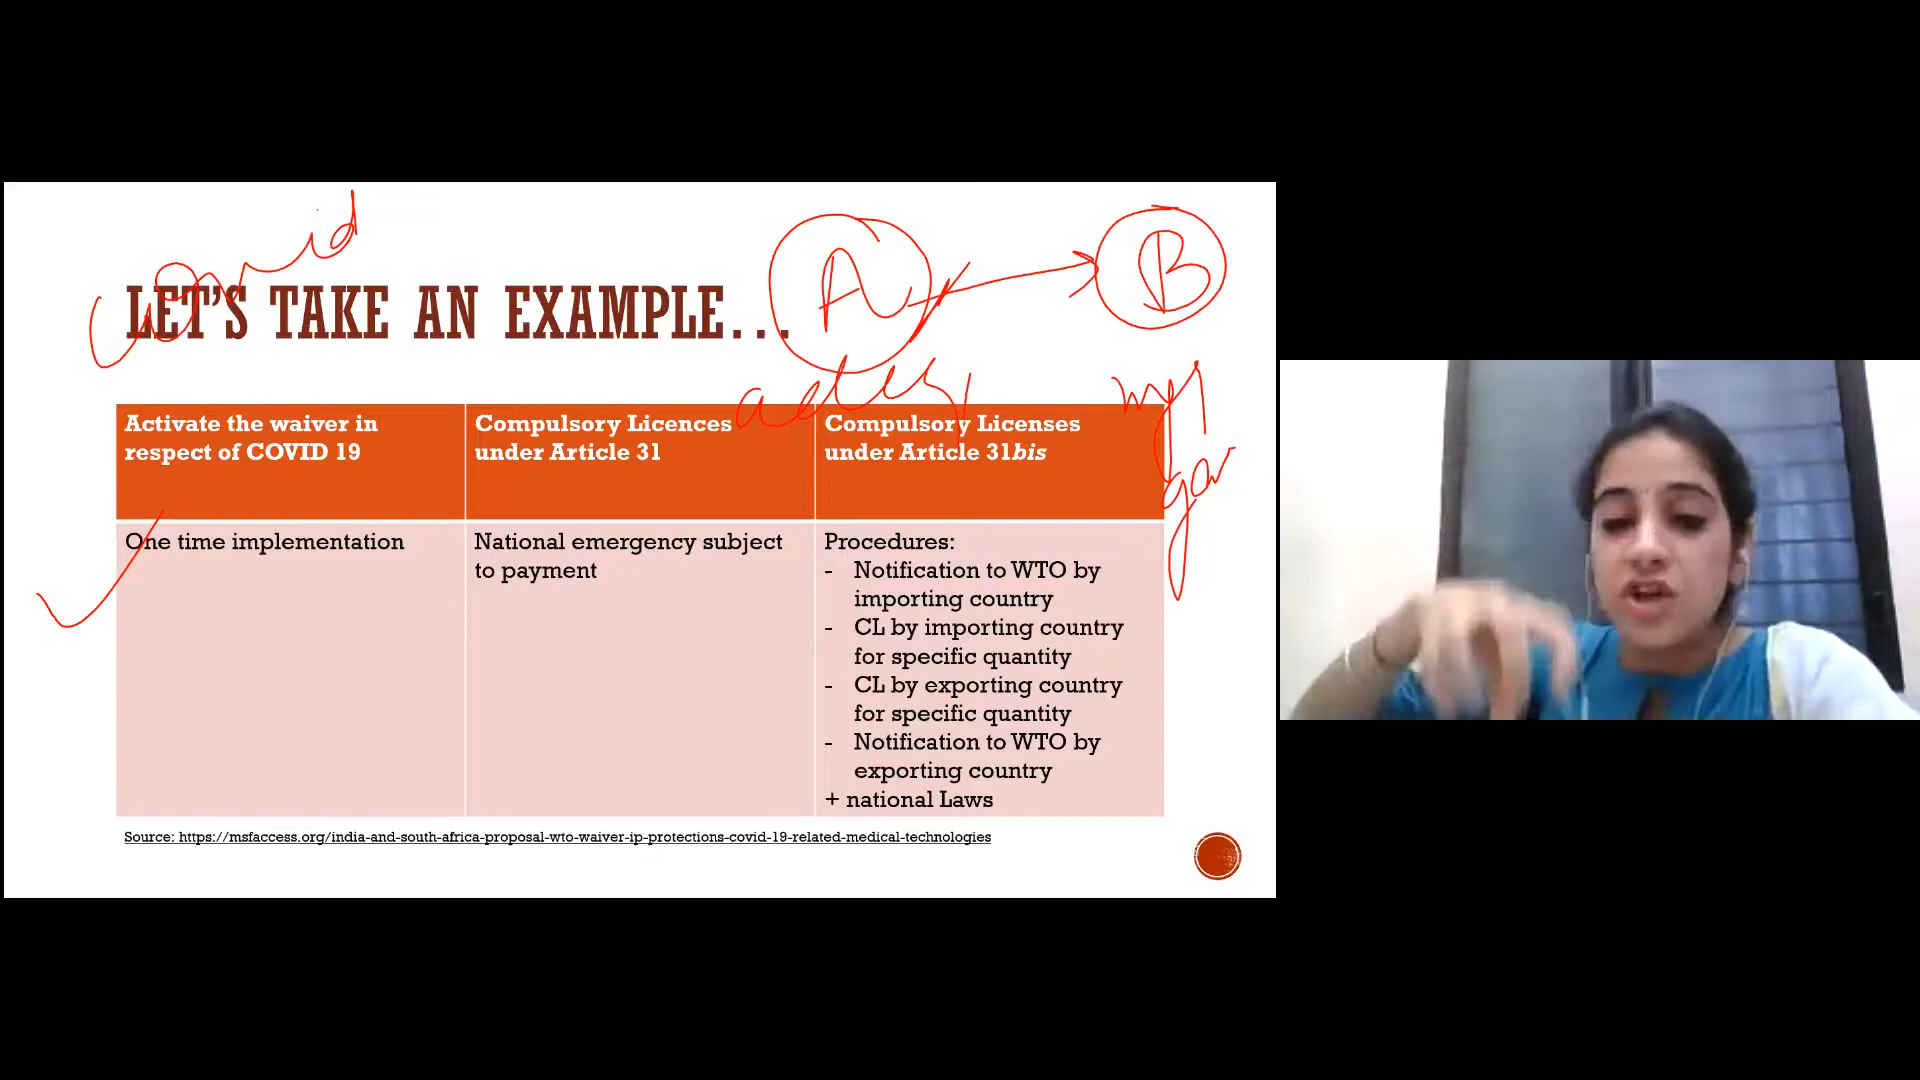 covid
A
B
LET'S TAKE AN EXAMPLE...
Activate the waiver in
respect of COVID 19
Compulsory Licences
under Article 31
Compulsory Licenses
under Article 31bis
One time implementation
National emergency subject
to payment
Procedures:
- Notification to WTO by
importing country
- CL by importing country
for specific quantity
- CL by exporting country
for specific quantity
- Notification to WTO by
exporting country
+ national Laws
Source: https://msfaccess.org/india-and-south-africa-proposal-wto-waiver-ip-protections-covid-19-related-medical-technologies